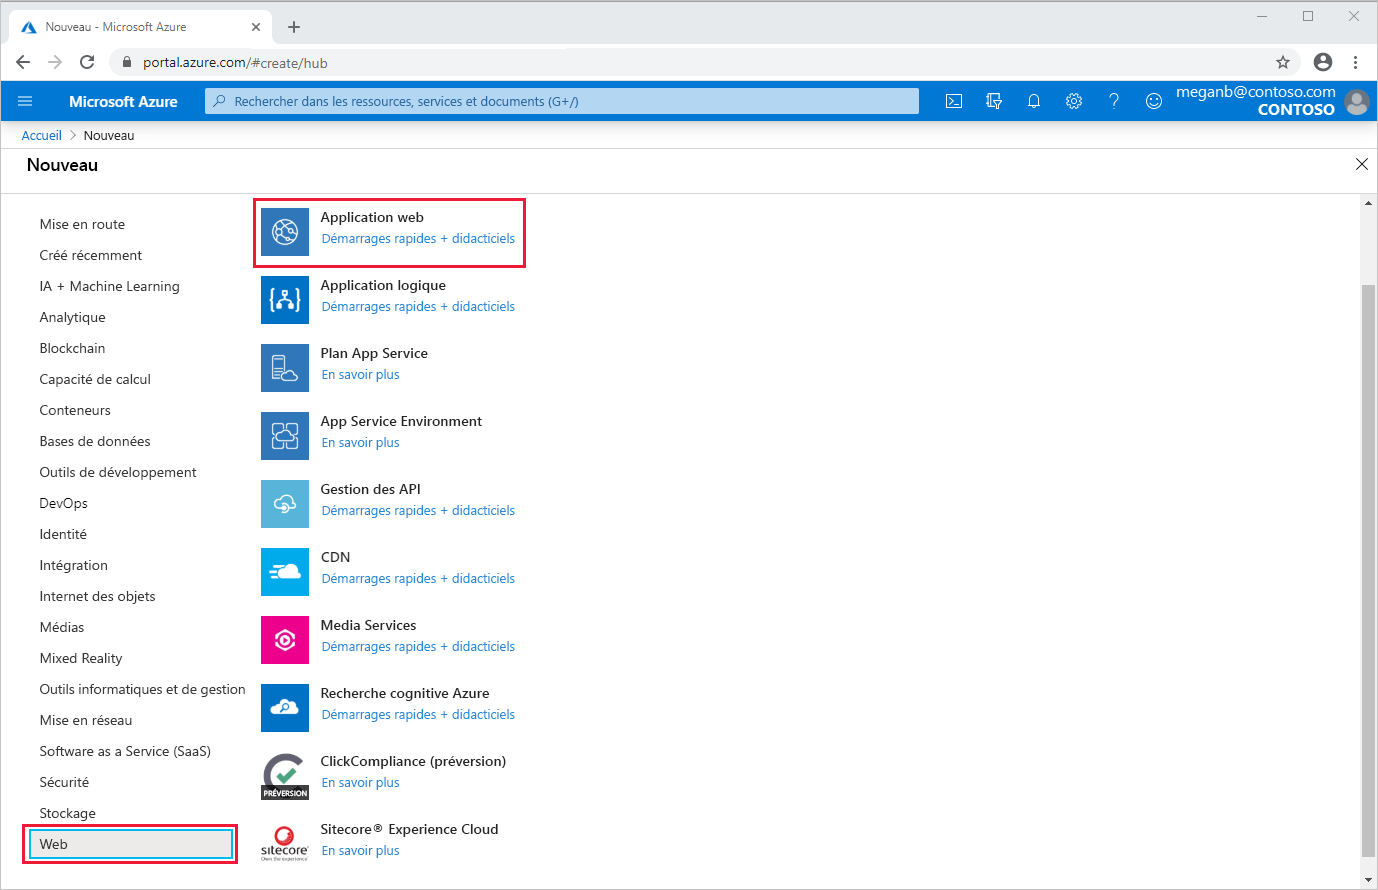 Nouveau - Microsoft Azure
portal.azure.com/#create/hub
Microsoft Azure
Rechercher dans les ressources, services et documents (G+/)
meganb@contoso.com
CONTOSO
Accueil > Nouveau
Nouveau
Mise en route
Créé récemment
IA + Machine Learning
Analytique
Blockchain
Capacité de calcul
Conteneurs
Bases de données
Outils de développement
DevOps
Identité
Intégration
Internet des objets
Médias
Mixed Reality
Outils informatiques et de gestion
Mise en réseau
Software as a Service (SaaS)
Sécurité
Stockage
Web
Application web
Démarrages rapides + didacticiels
Application logique
Démarrages rapides + didacticiels
Plan App Service
En savoir plus
App Service Environment
En savoir plus
Gestion des API
Démarrages rapides + didacticiels
CDN
Démarrages rapides + didacticiels
Media Services
Démarrages rapides + didacticiels
Recherche cognitive Azure
Démarrages rapides + didacticiels
PRÉVERSION
ClickCompliance (préversion)
En savoir plus
sitecore
Own the experience
Sitecore® Experience Cloud
En savoir plus